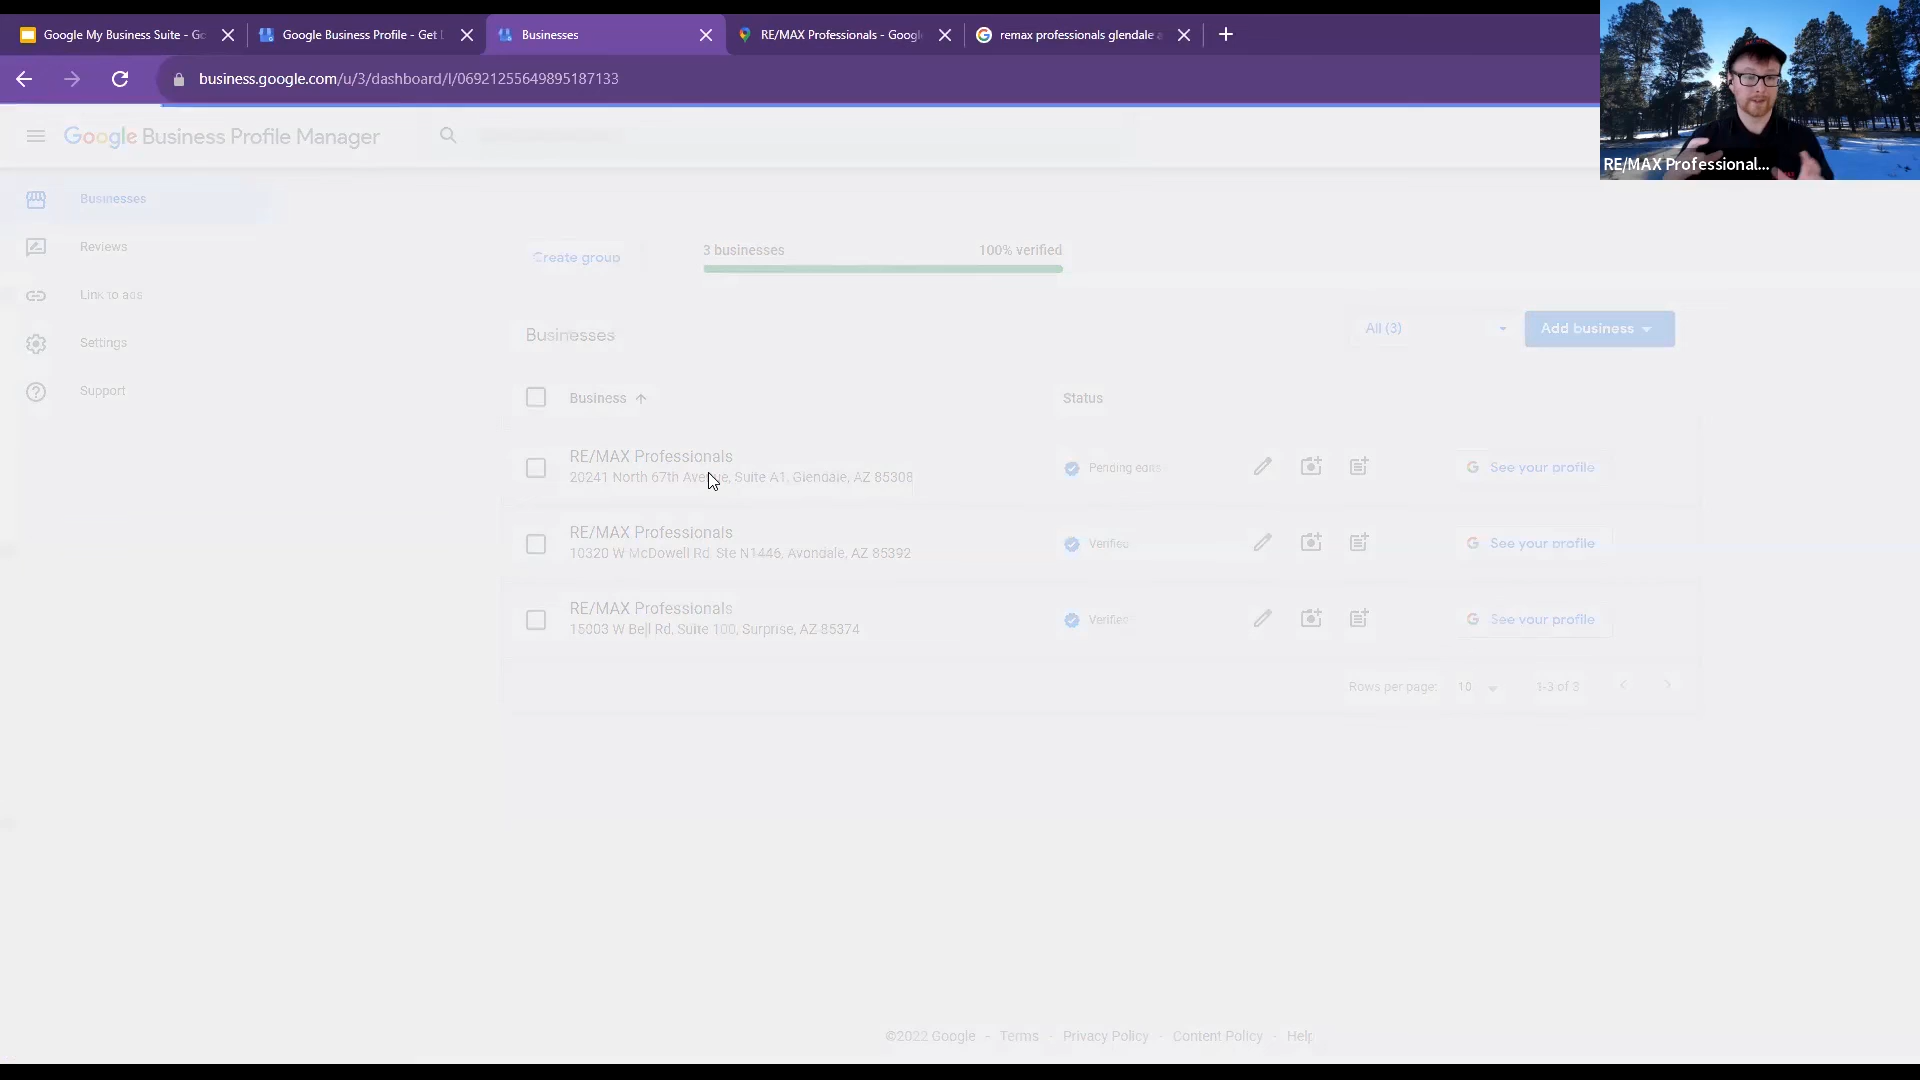 Google My Business Suite - Go
Google Business Profile - Get L
Businesses
RE/MAX Professionals - Googl
remax professionals glendale a
business.google.com/u/3/dashboard/l/06921255649895187133
RE/MAX Professional...
Google Business Profile Manager
Businesses
Reviews
Link to ads
Settings
Support
Create group
3 businesses
100% verified
Businesses
All (3)
Add business
Business
Status
RE/MAX Professionals
20241 North 67th Avenue, Suite A1, Glendale, AZ 85308
Pending edits
See your profile
RE/MAX Professionals
10320 W McDowell Rd, Ste N1446, Avondale, AZ 85392
Verified
See your profile
RE/MAX Professionals
15003 W Bell Rd, Suite 100, Surprise, AZ 85374
Verified
See your profile
Rows per page: 10 1-3 of 3
©2022 Google - Terms - Privacy Policy - Content Policy - Help